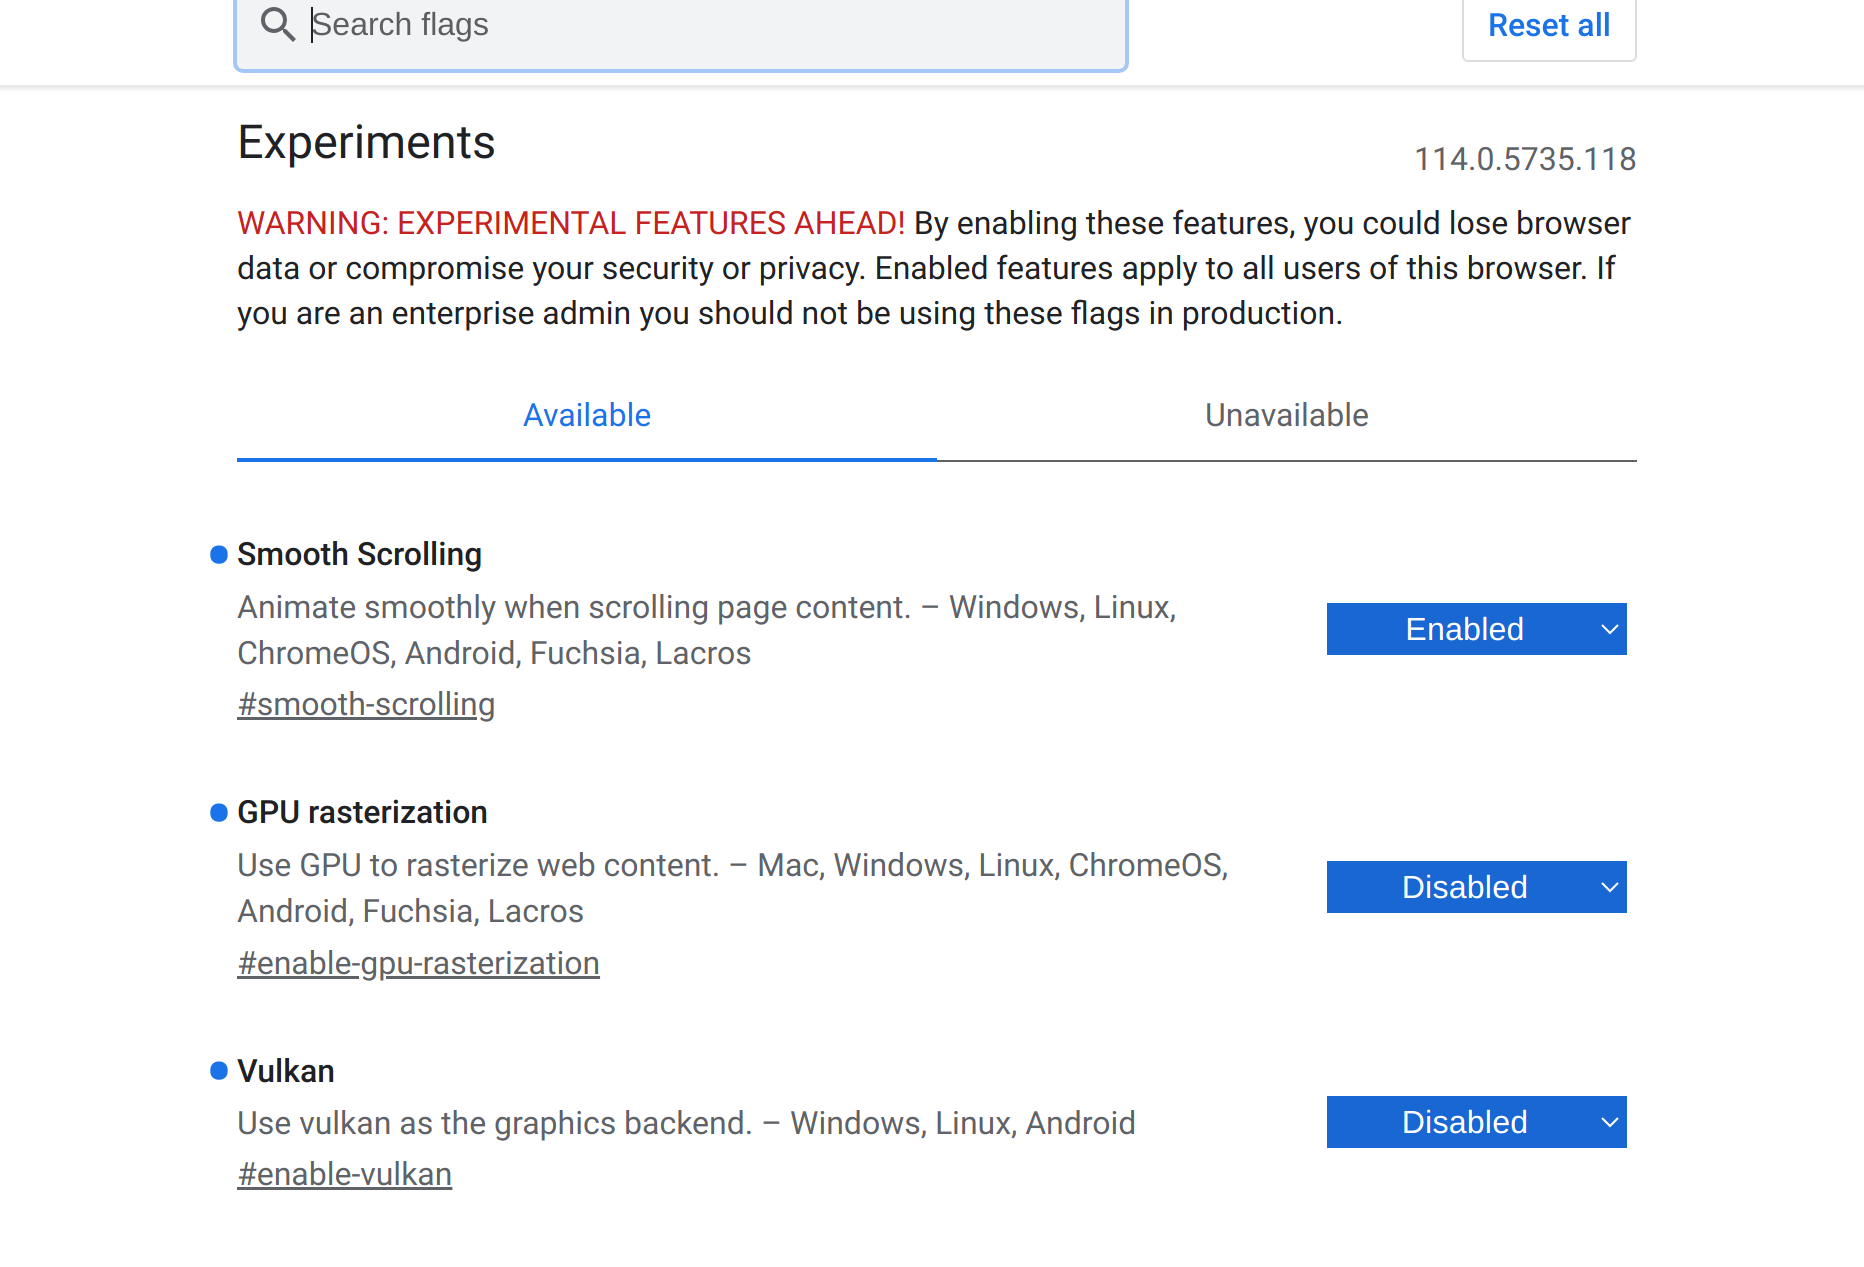 Search flags
Reset all
Experiments
114.0.5735.118
WARNING: EXPERIMENTAL FEATURES AHEAD! By enabling these features, you could lose browser
data or compromise your security or privacy. Enabled features apply to all users of this browser. If
you are an enterprise admin you should not be using these flags in production.
Available
Unavailable
Smooth Scrolling
Animate smoothly when scrolling page content. – Windows, Linux,
ChromeOS, Android, Fuchsia, Lacros
#smooth-scrolling
Enabled
GPU rasterization
Use GPU to rasterize web content. – Mac, Windows, Linux, ChromeOS,
Android, Fuchsia, Lacros
#enable-gpu-rasterization
Disabled
Vulkan
Use vulkan as the graphics backend. – Windows, Linux, Android
#enable-vulkan
Disabled